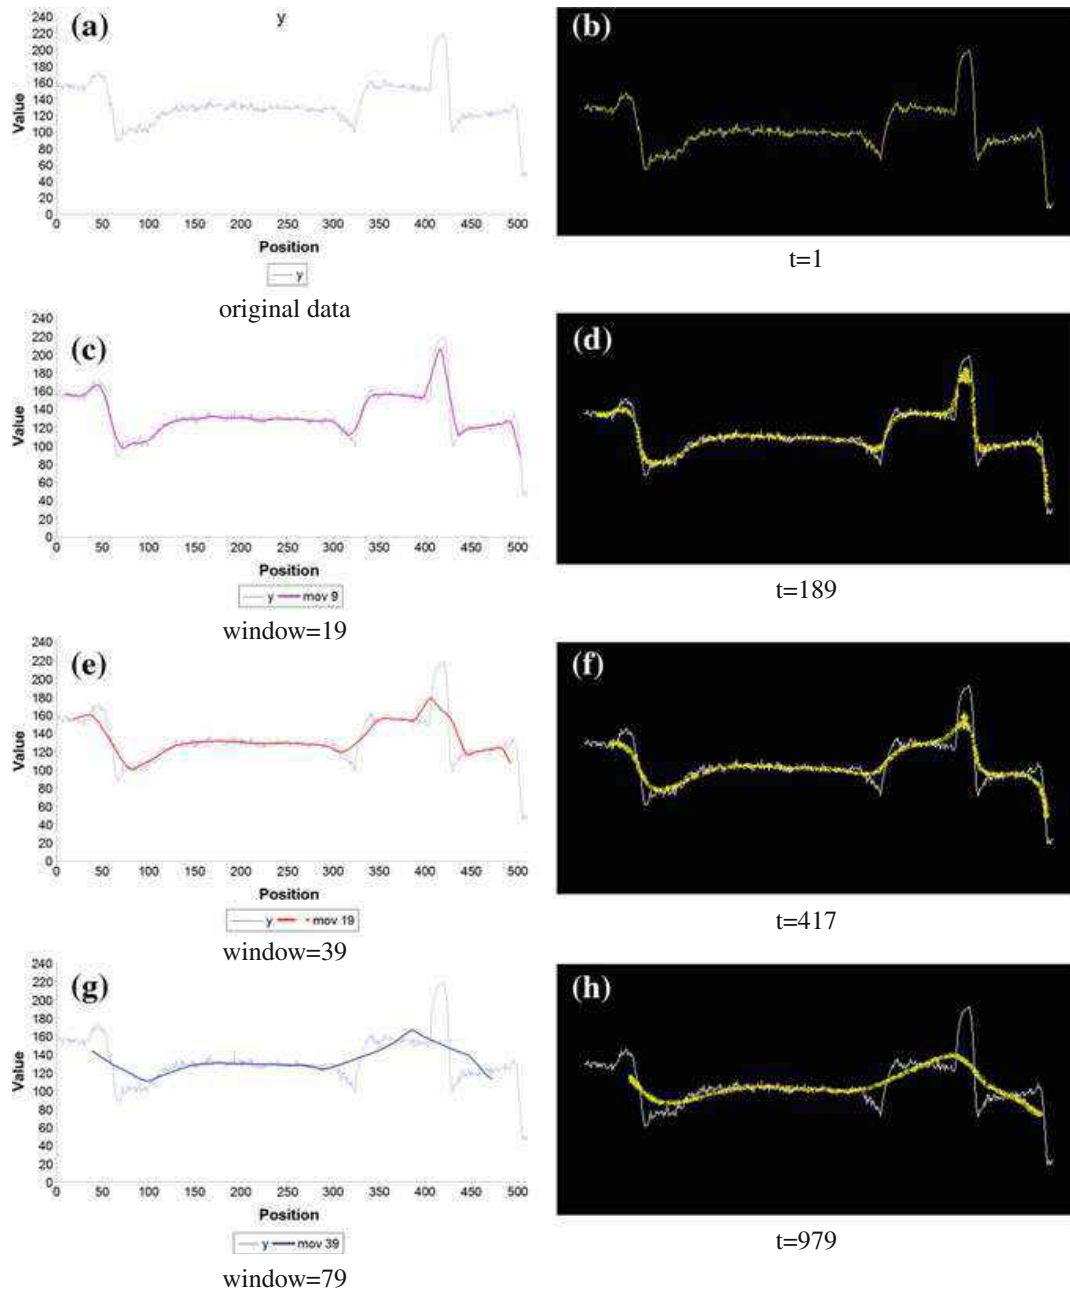 (a)
y
240
220
200
180
160
140
120
100
80
60
40
20
0
Value
0 50 100 150 200 250 300 350 400 450 500
Position
y
original data
(b)
t=1
(c)
240
220
200
180
160
140
120
100
80
60
40
20
0
Value
0 50 100 150 200 250 300 350 400 450 500
Position
y mov 9
window=19
(d)
t=189
(e)
240
220
200
180
160
140
120
100
80
60
40
20
0
Value
0 50 100 150 200 250 300 350 400 450 500
Position
y mov 19
window=39
(f)
t=417
(g)
240
220
200
180
160
140
120
100
80
60
40
20
0
Value
0 50 100 150 200 250 300 350 400 450 500
Position
y mov 39
window=79
(h)
t=979